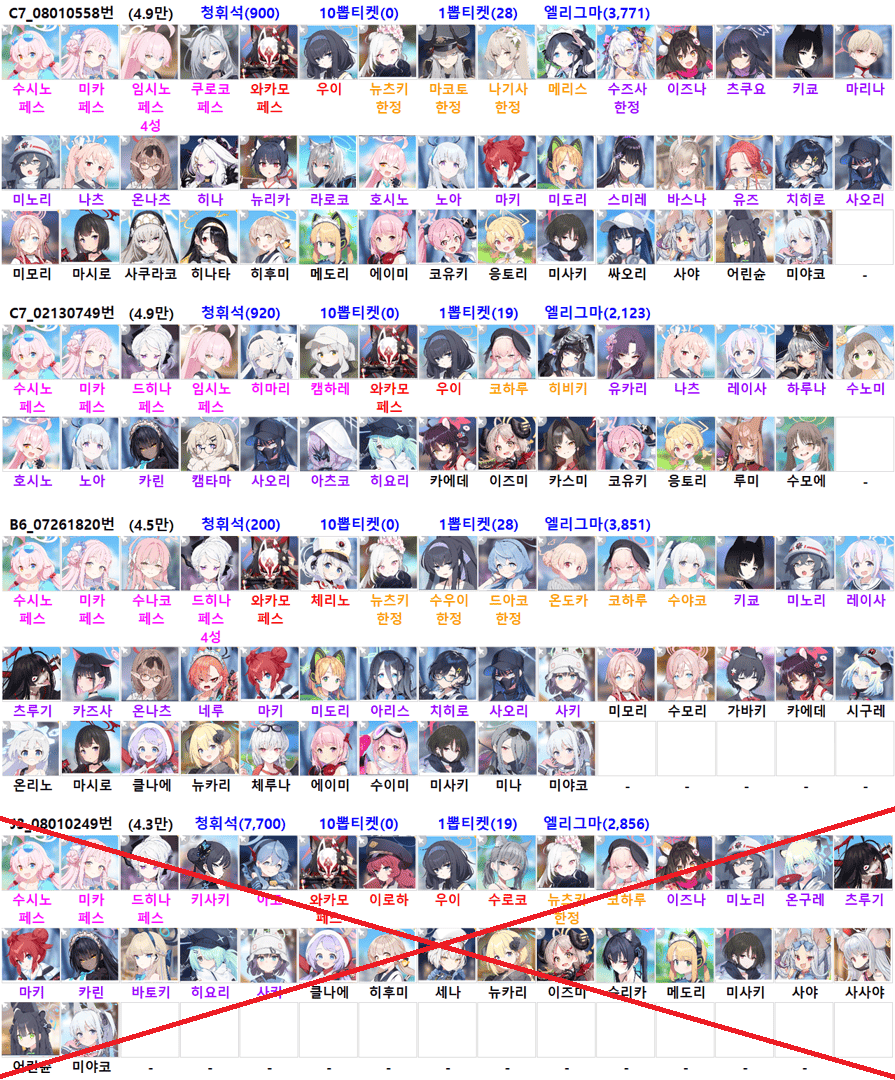 C7_08010558번 (4.9만) 청휘석(900) 10뽑티켓(0) 1뽑티켓(28) 엘리그마(3,771)
수시노 미카 임시노 쿠로코 와카모 우이 뉴츠키 마코토 나기사 메리스 수즈사 이즈나 츠쿠요 키쿄 마리나
페스 페스 페스 페스 페스 한정 한정 한정 한정
4성
미노리 나츠 온나츠 히나 뉴리카 라로코 호시노 노아 마키 미도리 스미레 바스나 유즈 치히로 사오리
미모리 마시로 사쿠라코 히나타 히후미 메도리 에이미 코유키 응토리 미사키 싸오리 사야 어린슌 미야코 -
C7_02130749번 (4.9만) 청휘석(920) 10뽑티켓(0) 1뽑티켓(19) 엘리그마(2,123)
수시노 미카 드히나 임시노 히마리 캠하레 와카모 우이 코하루 히비키 유카리 나츠 레이사 하루나 수노미
페스 페스 페스 페스 페스
호시노 노아 카린 캠타마 사오리 아츠코 히요리 카에데 이즈미 카스미 코유키 응토리 루미 수모에 -
B6_07261820번 (4.5만) 청휘석(200) 10뽑티켓(0) 1뽑티켓(28) 엘리그마(3,851)
수시노 미카 수나코 드히나 와카모 체리노 뉴츠키 수우이 드아코 온도카 코하루 수야코 키쿄 미노리 레이사
페스 페스 페스 페스 페스 한정 한정 한정
4성
츠루기 카즈사 온나츠 네루 마키 미도리 아리스 치히로 사오리 사키 미모리 수모리 가바키 카에데 시구레
온리노 마시로 클나에 뉴카리 체루나 에이미 수이미 미사키 미나 미야코 - - - - -
J3_08010249번 (4.3만) 청휘석(7,700) 10뽑티켓(0) 1뽑티켓(19) 엘리그마(2,856)
수시노 미카 드히나 키사키 아코 와카모 이로하 우이 수로코 뉴츠키 코하루 이즈나 미노리 온구레 츠루기
페스 페스 페스 페스 한정
마키 카린 바토키 히요리 사키 클나에 히후미 세나 뉴카리 이즈미 슈리카 메도리 미사키 사야 사사야
어린슌 미야코 - - - - - - - - - - - -